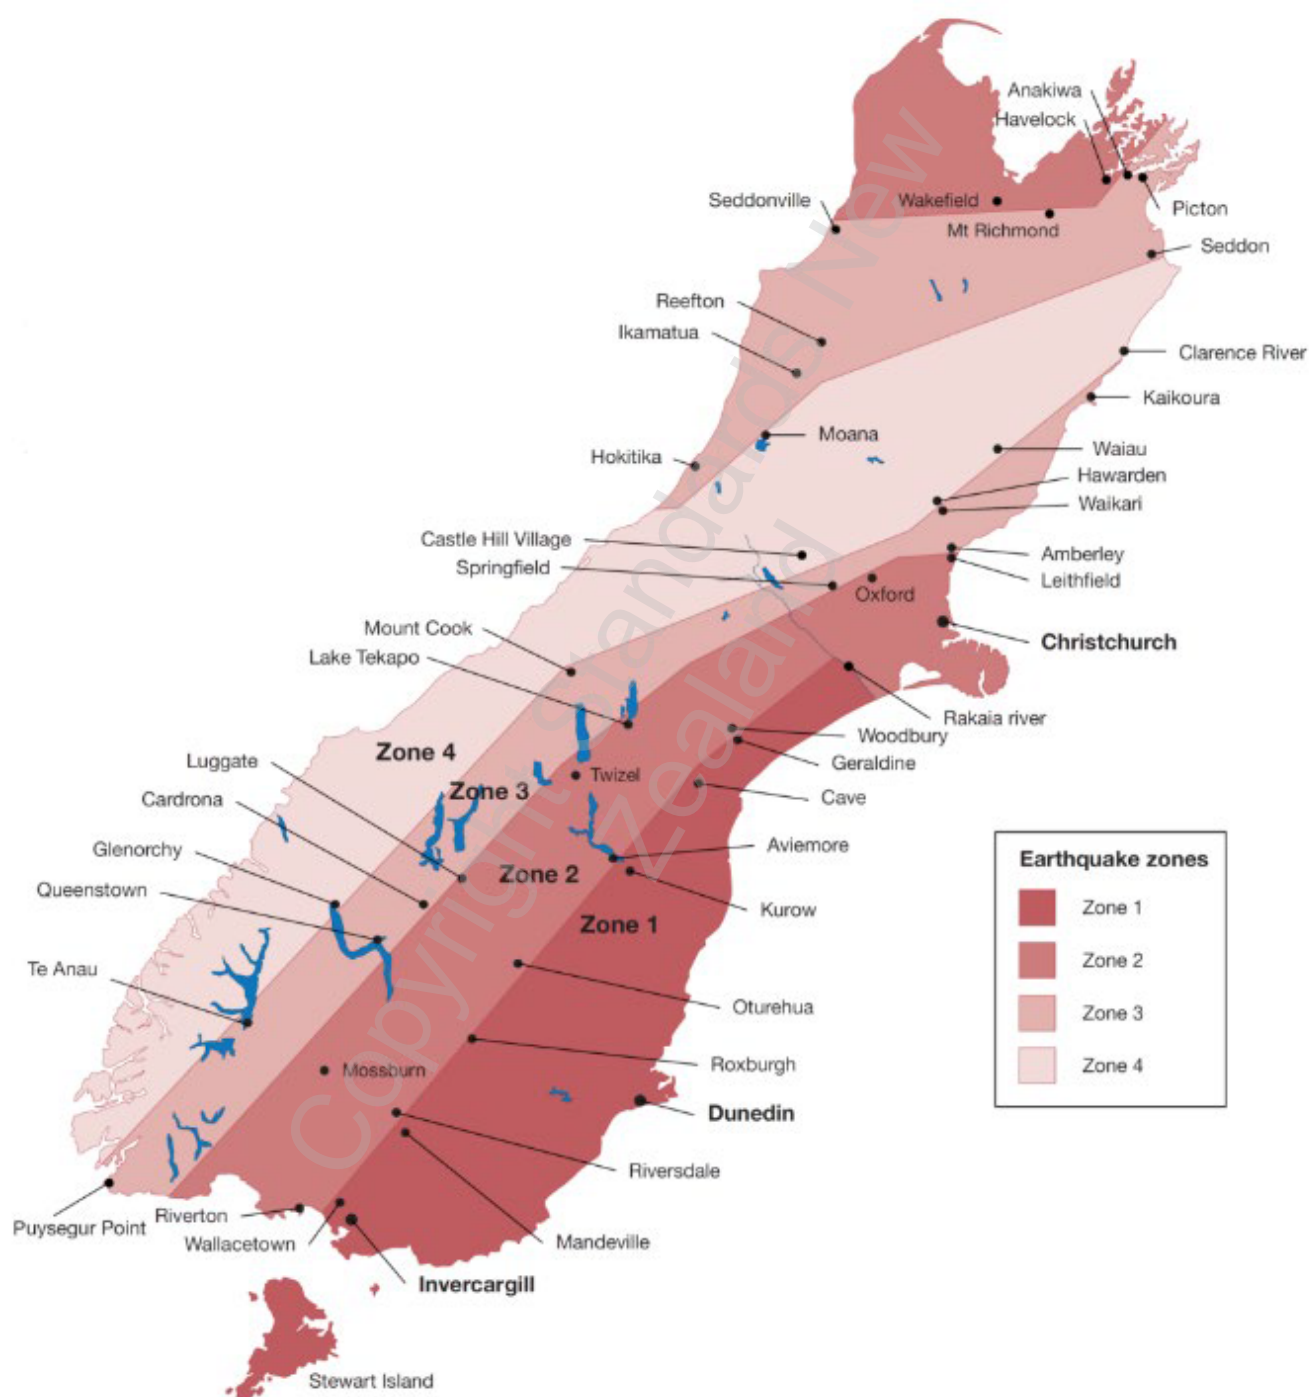 Anakiwa
Havelock
Seddonville
Wakefield
Picton
Mt Richmond
Seddon
Reefton
Ikamatua
Clarence River
Kaikoura
Moana
Waiau
Hokitika
Hawarden
Waikari
Castle Hill Village
Amberley
Springfield
Leithfield
Oxford
Mount Cook
Christchurch
Lake Tekapo
Rakaia river
Woodbury
Zone 4
Luggate
Geraldine
Twizel
Zone 3
Cave
Cardrona
Glenorchy
Aviemore
Earthquake zones
Zone 2
Queenstown
Kurow
Zone 1
Zone 1
Zone 2
Te Anau
Oturehua
Zone 3
Roxburgh
Zone 4
Mossburn
Dunedin
Riversdale
Riverton
Puysegur Point
Wallacetown
Mandeville
Invercargill
Stewart Island
Copyright Standards New
Zealand